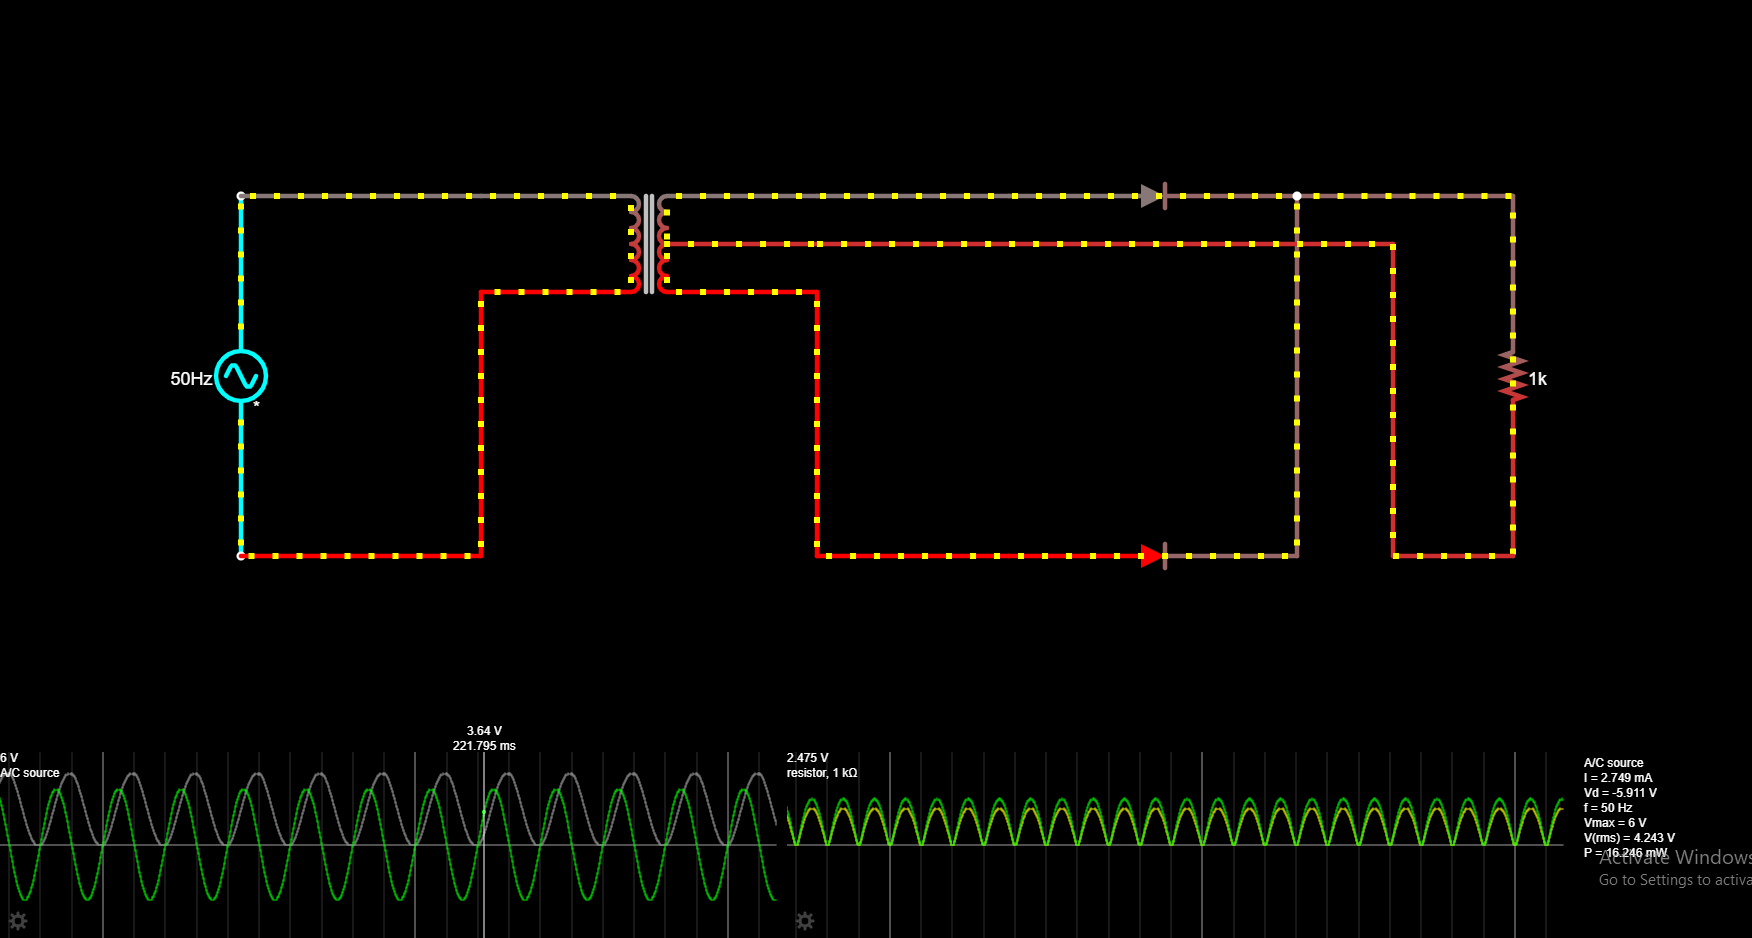 50Hz
*
1k
3.64 V
221.795 ms
6 V
A/C source
2.475 V
resistor, 1 kΩ
A/C source
I = 2.749 mA
Vd = -5.911 V
f = 50 Hz
Vmax = 6 V
V(rms) = 4.243 V
P = 16.246 mW
Activate Windows
Go to Settings to activa